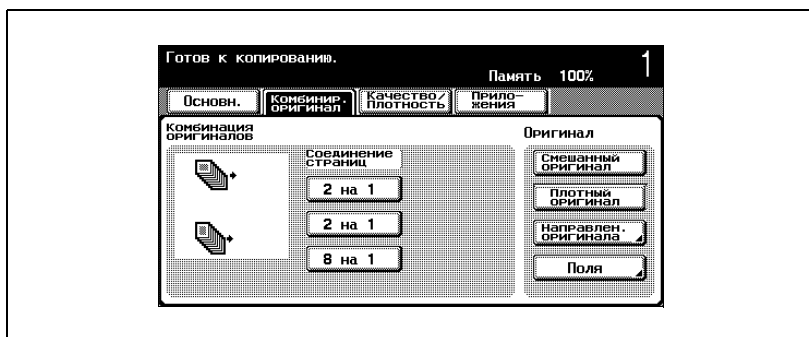 Готов к копированию.
Память 100% 1
Основн.
Комбинир.
оригинал
Качество/
Плотность
Прило-
жения
Комбинация
оригиналов
Соединение
страниц
2 на 1
2 на 1
8 на 1
Оригинал
Смешанный
оригинал
Плотный
оригинал
Направлен.
оригинала
Поля